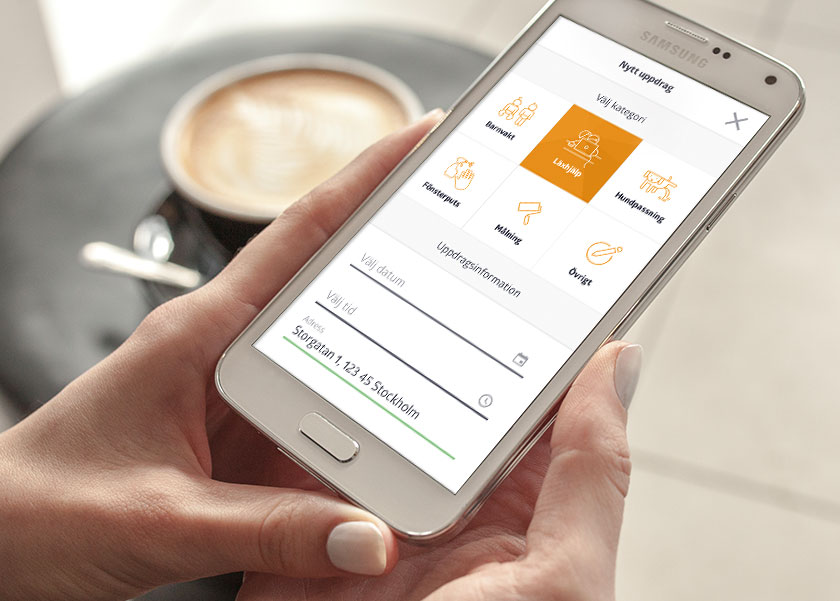 SAMSUNG
Nytt uppdrag
Välj kategori
Barnvakt
Läxhjälp
Hundpassning
Fönsterputs
Målning
Övrigt
Uppdragsinformation
Välj datum
Välj tid
Adress
Storgatan 1, 123 45 Stockholm